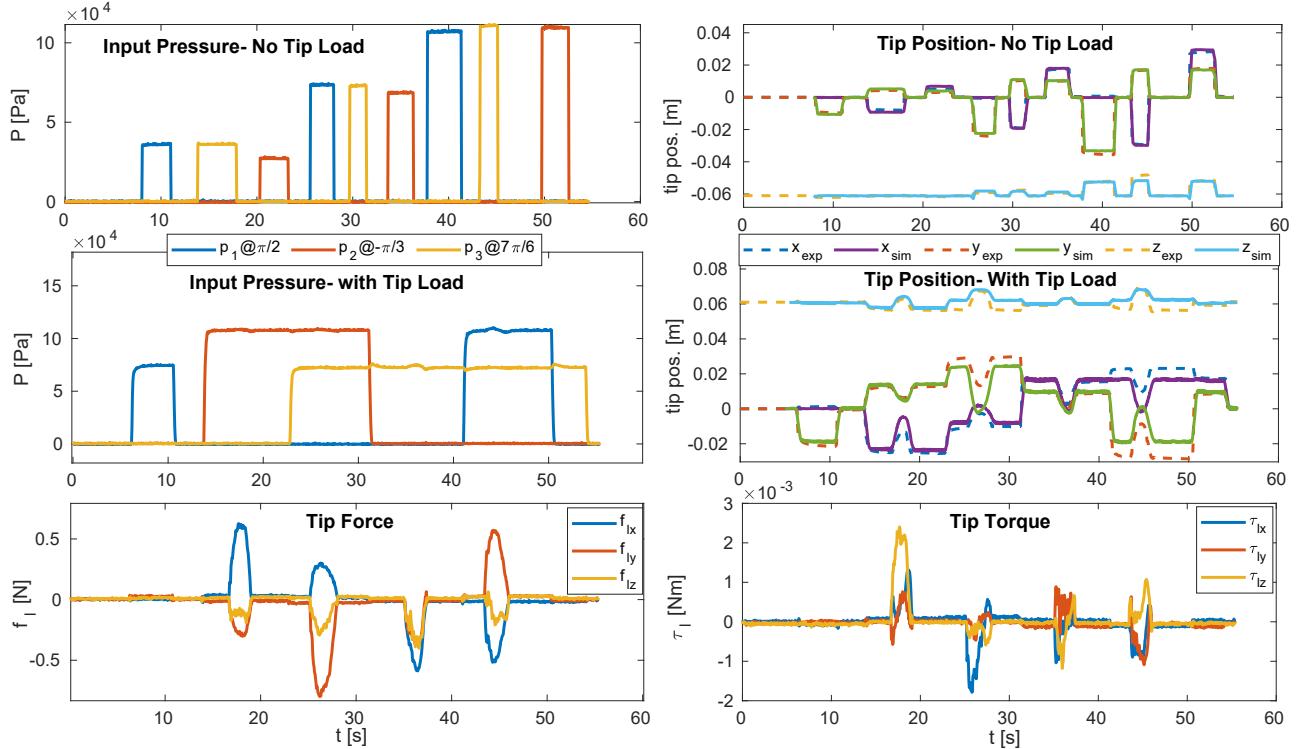 ×10⁴
Input Pressure- No Tip Load
P [Pa]
10
5
0
0 10 20 30 40 50 60
Tip Position- No Tip Load
tip pos. [m]
0.04
0.02
0
-0.02
-0.04
-0.06
0 10 20 30 40 50 60
p_1@π/2 p_2@-π/3 p_3@7π/6
x_exp x_sim y_exp y_sim z_exp z_sim
×10⁴
Input Pressure- with Tip Load
P [Pa]
15
10
5
0
0 10 20 30 40 50
Tip Position- With Tip Load
tip pos. [m]
0.08
0.06
0.04
0.02
0
-0.02
0 10 20 30 40 50 60
Tip Force
f_l [N]
0.5
0
-0.5
f_lx
f_ly
f_lz
10 20 30 40 50 60
t [s]
×10⁻³
Tip Torque
τ_l [Nm]
3
2
1
0
-1
-2
τ_lx
τ_ly
τ_lz
0 10 20 30 40 50 60
t [s]